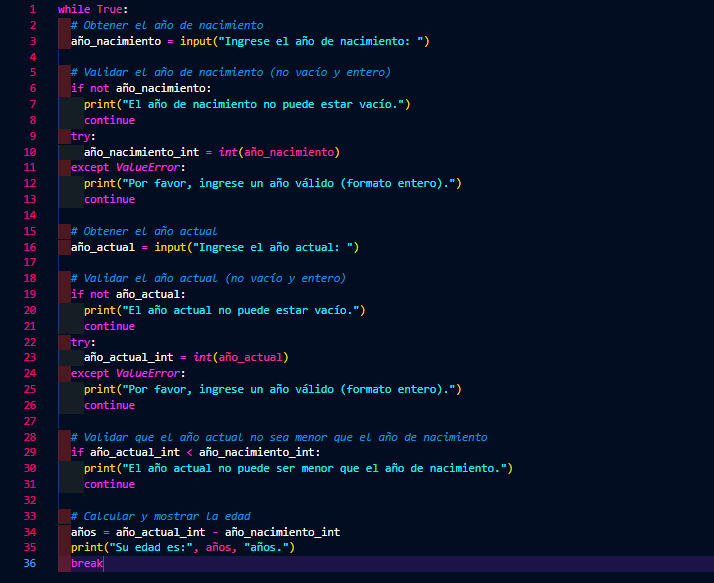 1 while True:
2 # Obtener el año de nacimiento
3 año_nacimiento = input("Ingrese el año de nacimiento: ")
4
5 # Validar el año de nacimiento (no vacío y entero)
6 if not año_nacimiento:
7 print("El año de nacimiento no puede estar vacío.")
8 continue
9 try:
10 año_nacimiento_int = int(año_nacimiento)
11 except ValueError:
12 print("Por favor, ingrese un año válido (formato entero).")
13 continue
14
15 # Obtener el año actual
16 año_actual = input("Ingrese el año actual: ")
17
18 # Validar el año actual (no vacío y entero)
19 if not año_actual:
20 print("El año actual no puede estar vacío.")
21 continue
22 try:
23 año_actual_int = int(año_actual)
24 except ValueError:
25 print("Por favor, ingrese un año válido (formato entero).")
26 continue
27
28 # Validar que el año actual no sea menor que el año de nacimiento
29 if año_actual_int < año_nacimiento_int:
30 print("El año actual no puede ser menor que el año de nacimiento.")
31 continue
32
33 # Calcular y mostrar la edad
34 años = año_actual_int - año_nacimiento_int
35 print("Su edad es:", años, "años.")
36 break